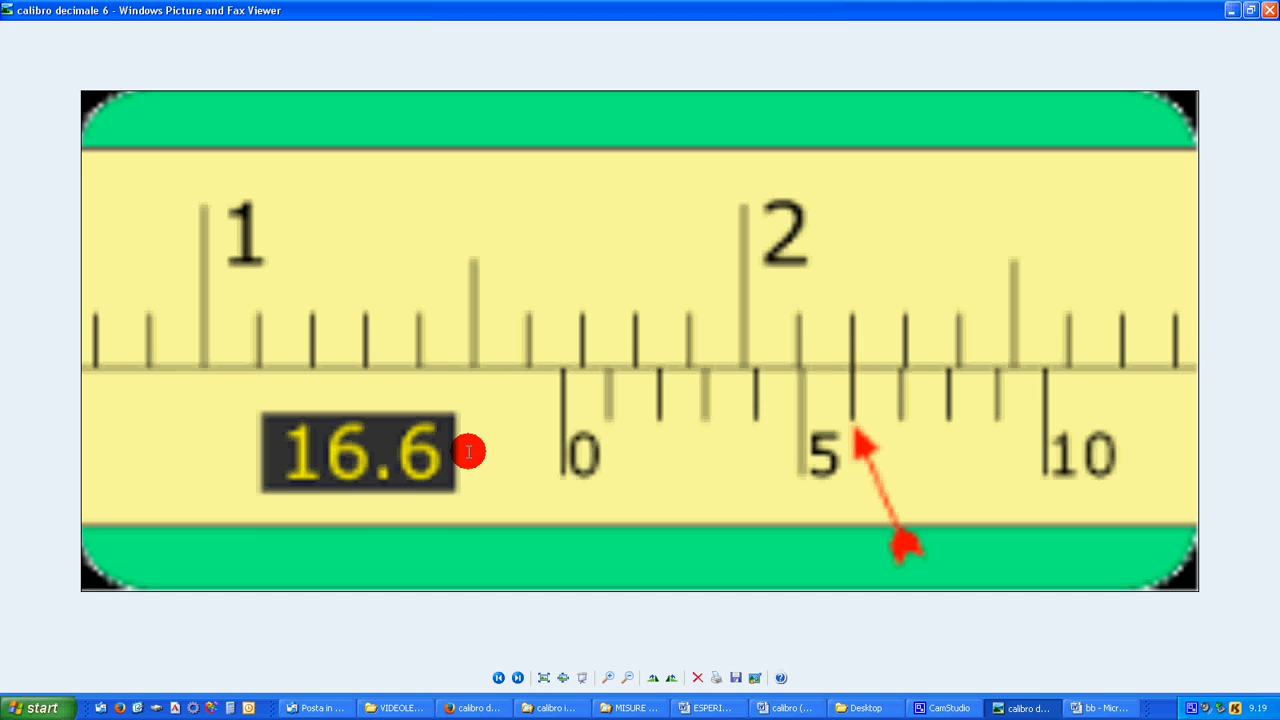 calibro decimale 6 - Windows Picture and Fax Viewer
1 2
16.6 0 5 10
start Posta in ... VIDEOLE... calibro d... calibro i... MISURE ... ESPERI... calibro (... Desktop CamStudio calibro d... bb - Micr... 9.19